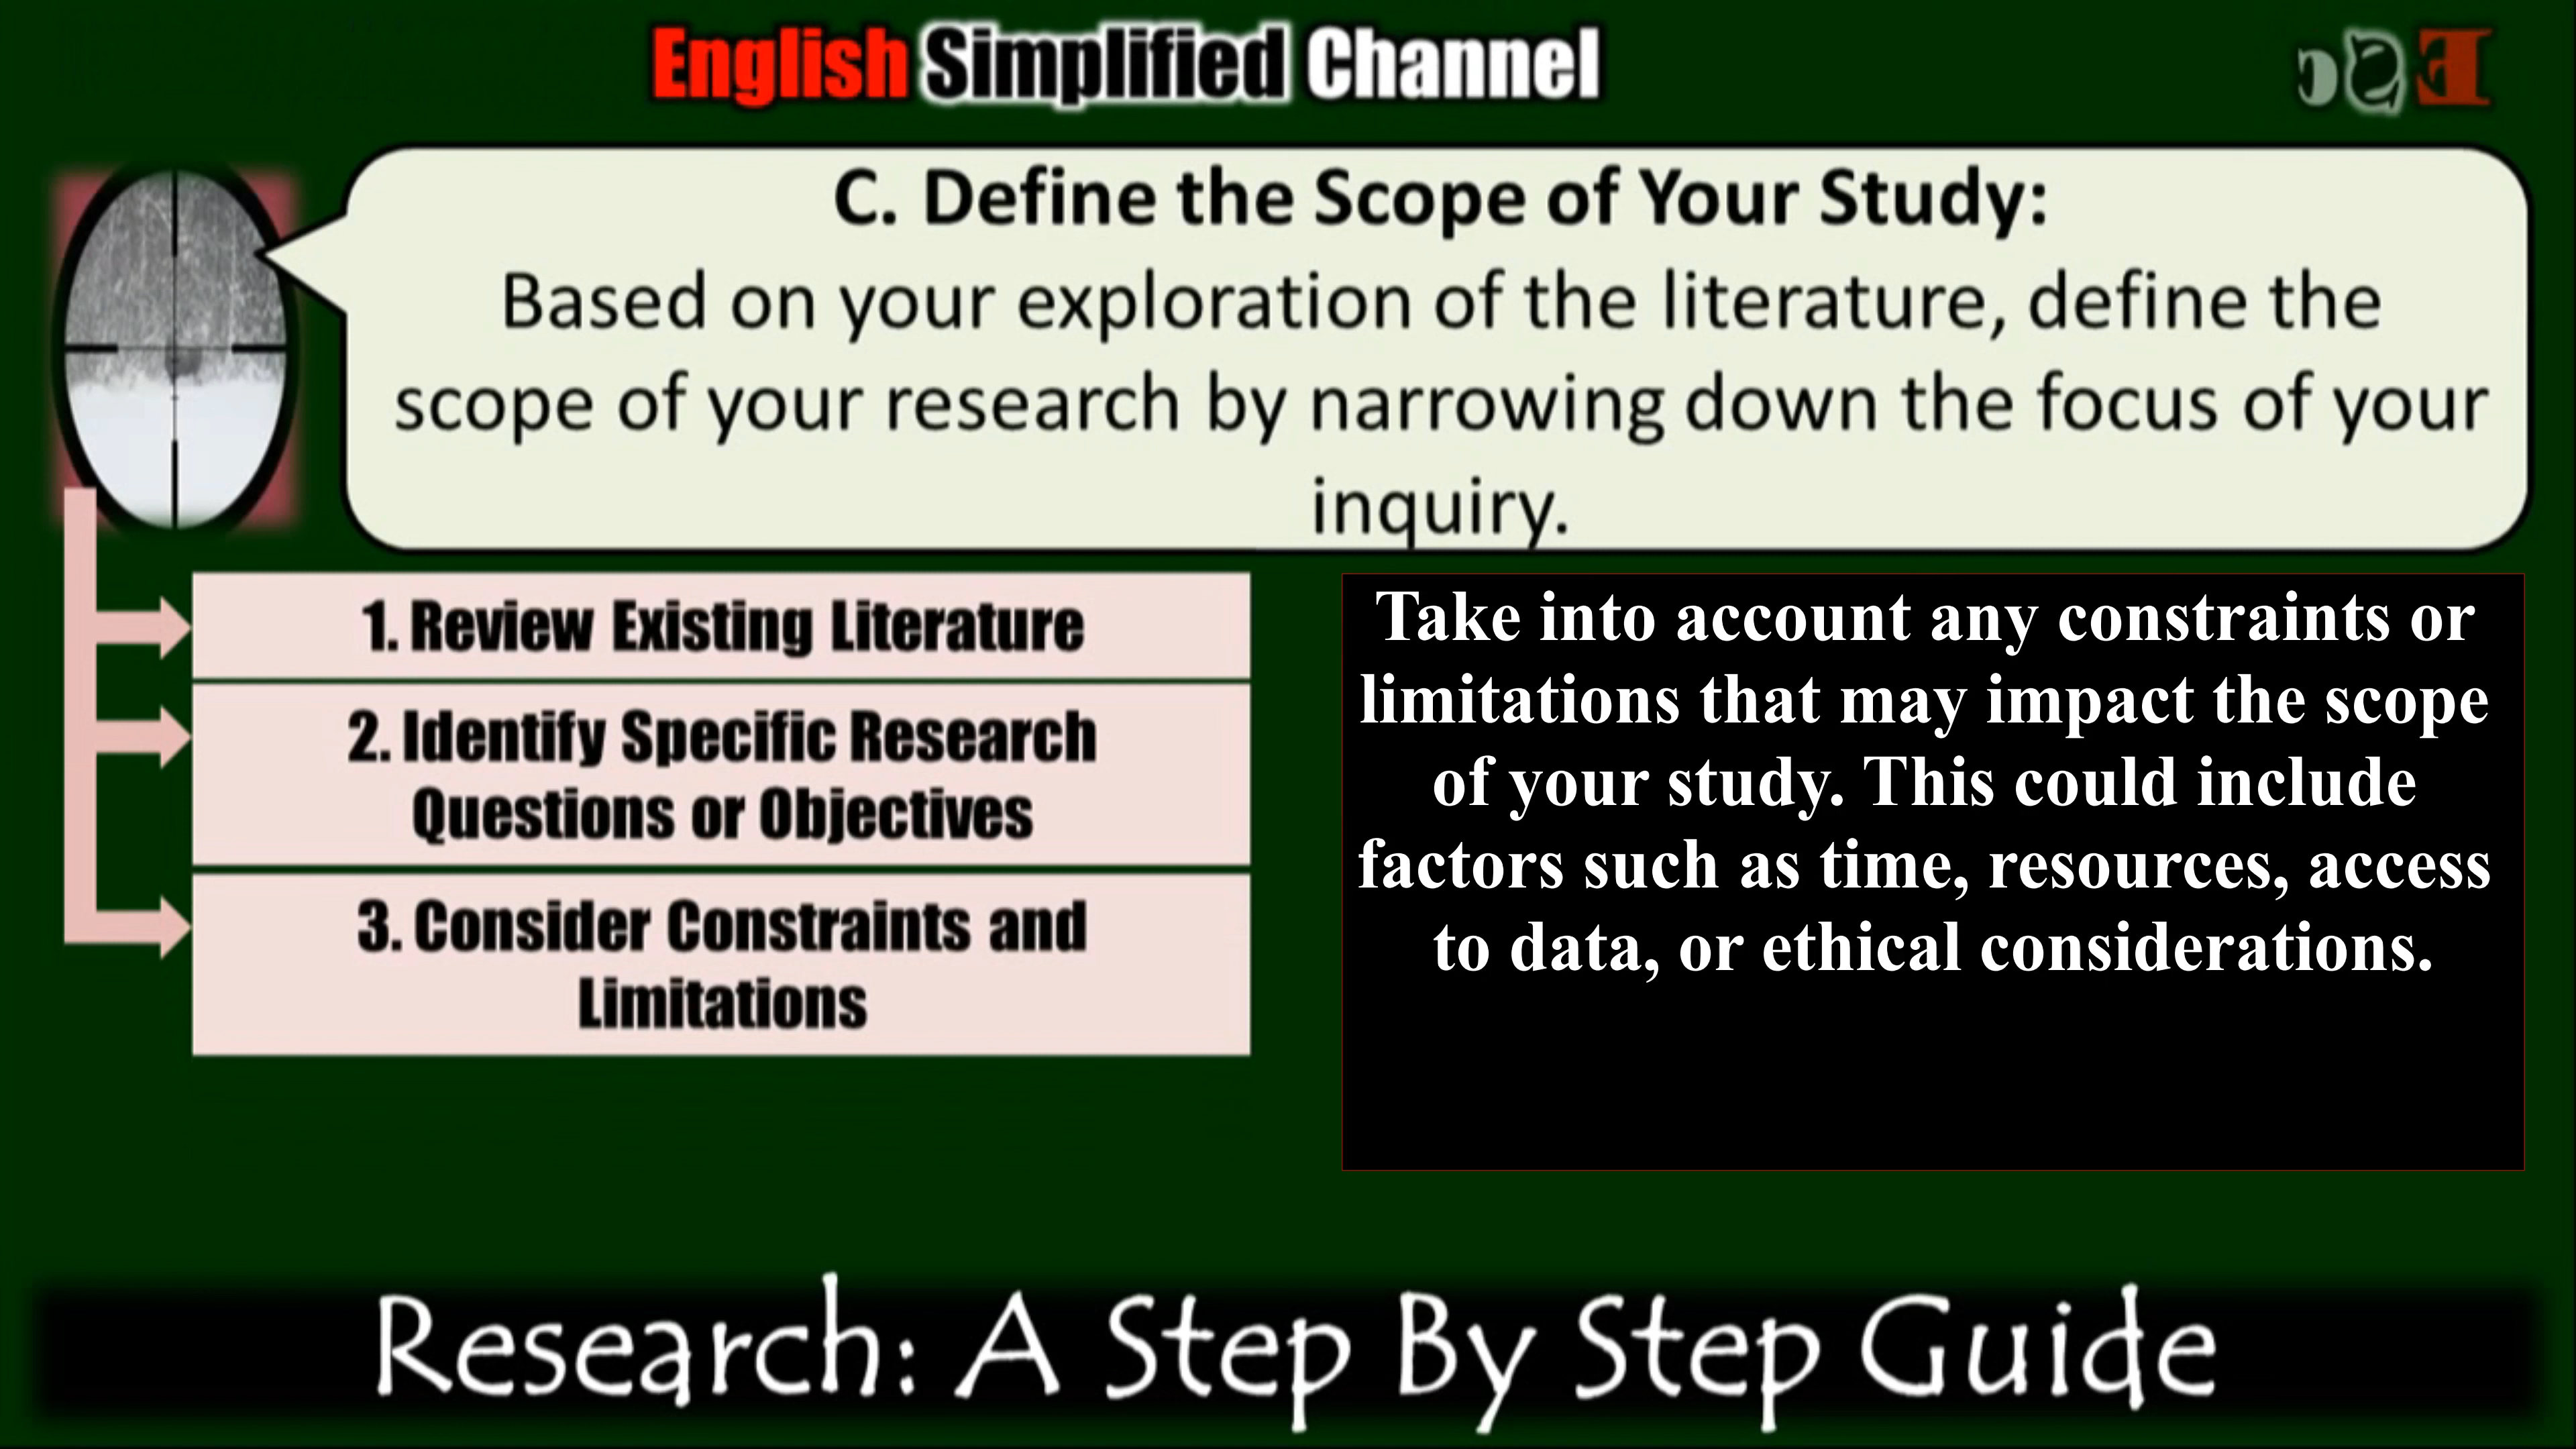 English Simplified Channel
ESC
C. Define the Scope of Your Study:
Based on your exploration of the literature, define the
scope of your research by narrowing down the focus of your
inquiry.
1. Review Existing Literature
2. Identify Specific Research
Questions or Objectives
3. Consider Constraints and
Limitations
Take into account any constraints or
limitations that may impact the scope
of your study. This could include
factors such as time, resources, access
to data, or ethical considerations.
Research: A Step By Step Guide